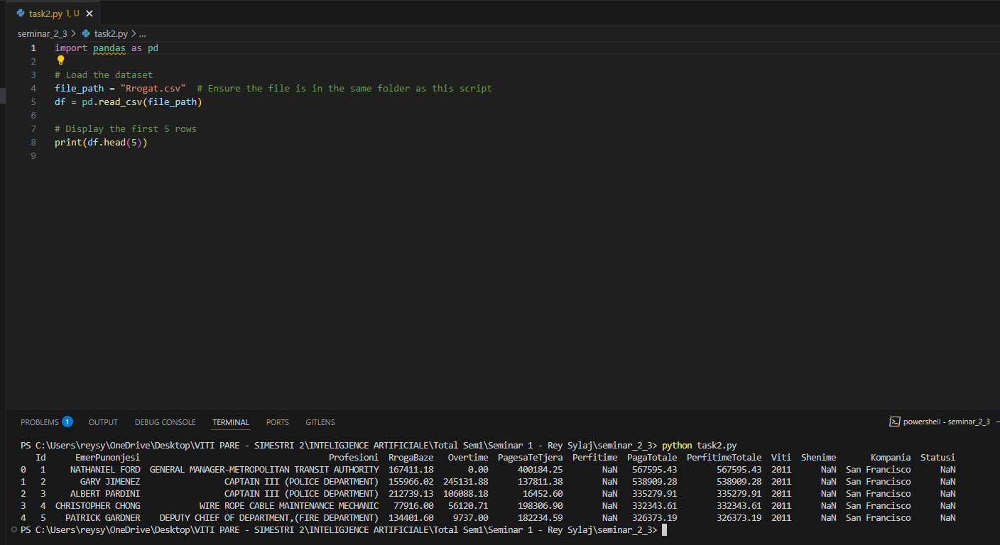 task2.py 1, U
seminar_2_3 > task2.py > ...
1 import pandas as pd
2
3 # Load the dataset
4 file_path = "Rrogat.csv"  # Ensure the file is in the same folder as this script
5 df = pd.read_csv(file_path)
6
7 # Display the first 5 rows
8 print(df.head(5))
9
PROBLEMS 1 OUTPUT DEBUG CONSOLE TERMINAL PORTS GITLENS powershell - seminar_2_3
PS C:\Users\reysy\OneDrive\Desktop\VITI PARE - SIMESTRI 2\INTELIGJENCE ARTIFICIALE\Total Sem1\Seminar 1 - Rey Sylaj\seminar_2_3> python task2.py
Id EmerPunonjesi Profesioni RrogaBaze Overtime PagesaTeTjera Perfitime PagaTotale PerfitimeTotale Viti Shenime Kompania Statusi
0 1 NATHANIEL FORD GENERAL MANAGER-METROPOLITAN TRANSIT AUTHORITY 167411.18 0.00 400184.25 NaN 567595.43 567595.43 2011 NaN San Francisco NaN
1 2 GARY JIMENEZ CAPTAIN III (POLICE DEPARTMENT) 155966.02 245131.88 137811.38 NaN 538909.28 538909.28 2011 NaN San Francisco NaN
2 3 ALBERT PARDINI CAPTAIN III (POLICE DEPARTMENT) 212739.13 106088.18 16452.60 NaN 335279.91 335279.91 2011 NaN San Francisco NaN
3 4 CHRISTOPHER CHONG WIRE ROPE CABLE MAINTENANCE MECHANIC 77916.00 56120.71 198306.90 NaN 332343.61 332343.61 2011 NaN San Francisco NaN
4 5 PATRICK GARDNER DEPUTY CHIEF OF DEPARTMENT,(FIRE DEPARTMENT) 134401.60 9737.00 182234.59 NaN 326373.19 326373.19 2011 NaN San Francisco NaN
PS C:\Users\reysy\OneDrive\Desktop\VITI PARE - SIMESTRI 2\INTELIGJENCE ARTIFICIALE\Total Sem1\Seminar 1 - Rey Sylaj\seminar_2_3>